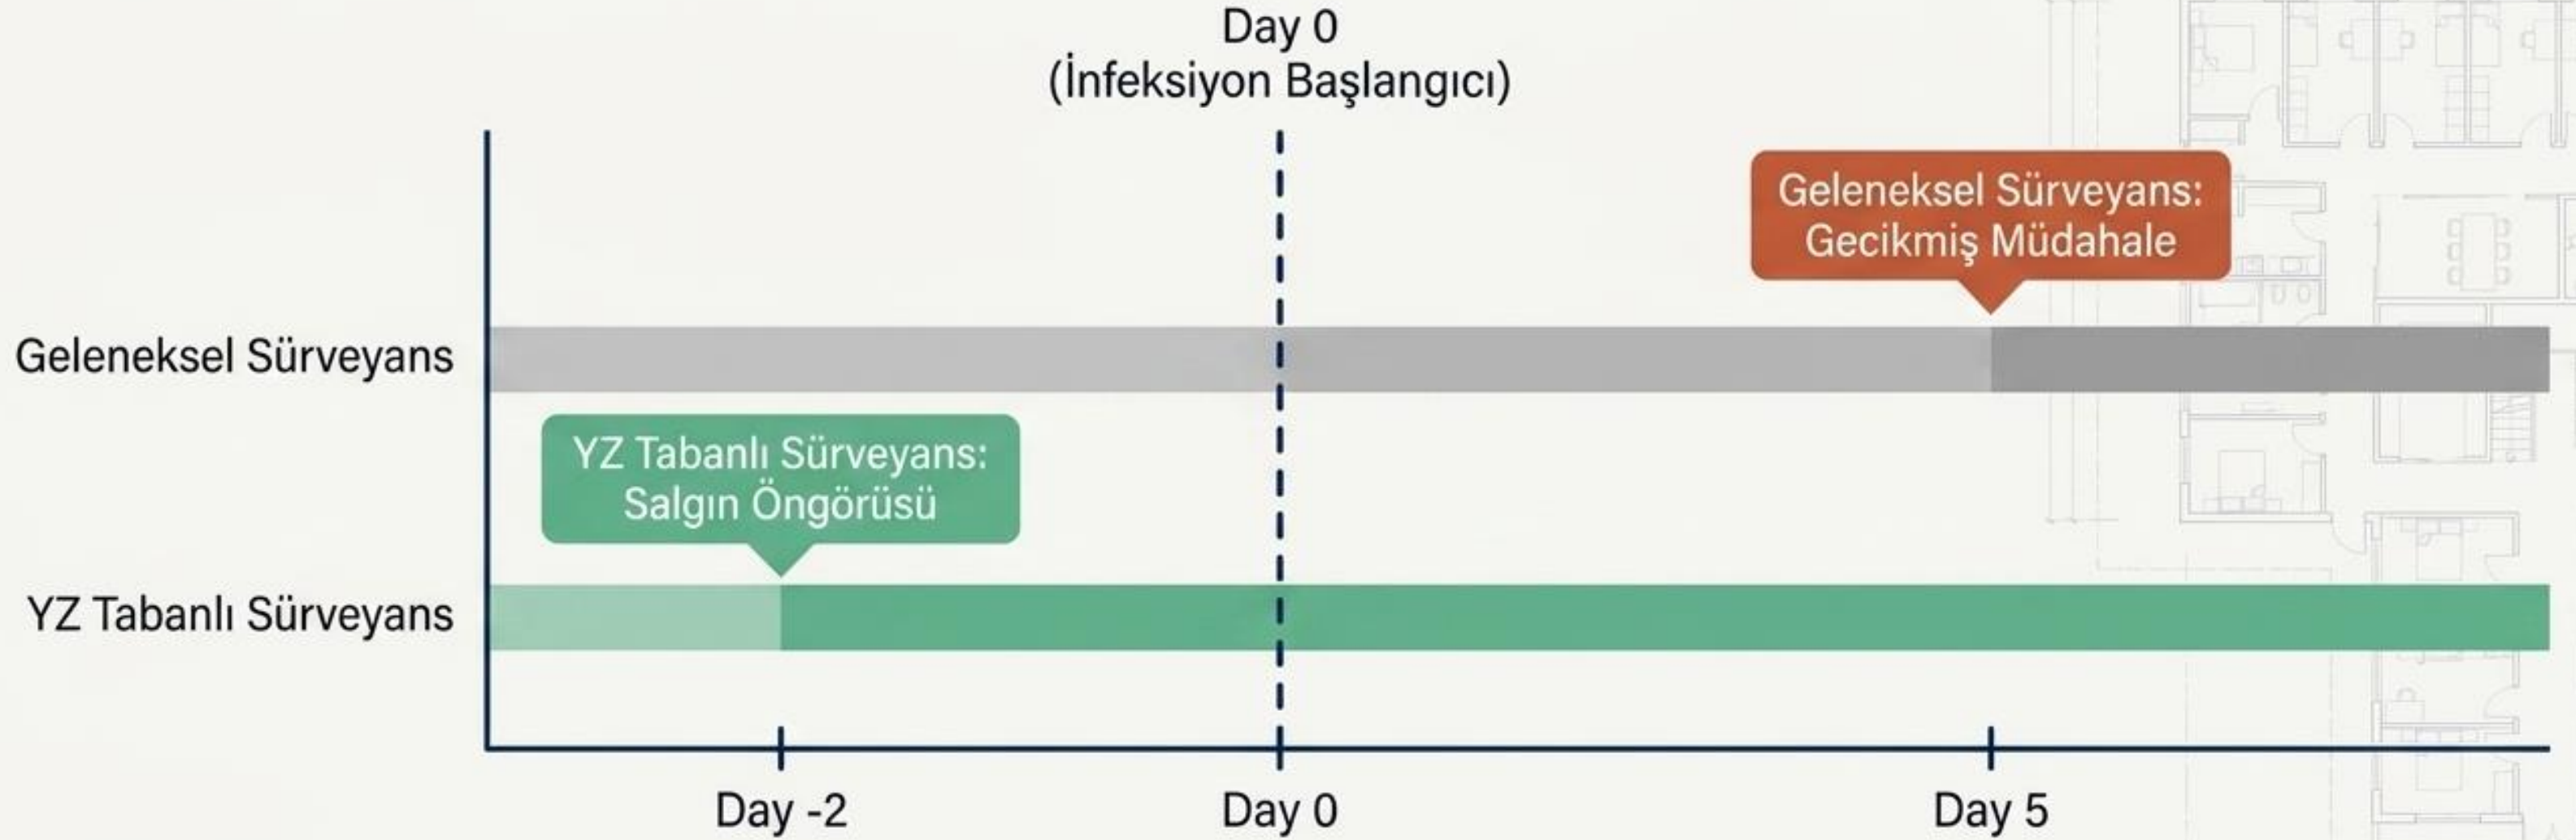 Day 0
(İnfeksiyon Başlangıcı)
Geleneksel Sürveyans:
Gecikmiş Müdahale
Geleneksel Sürveyans
YZ Tabanlı Sürveyans:
Salgın Öngörüsü
YZ Tabanlı Sürveyans
Day -2
Day 0
Day 5